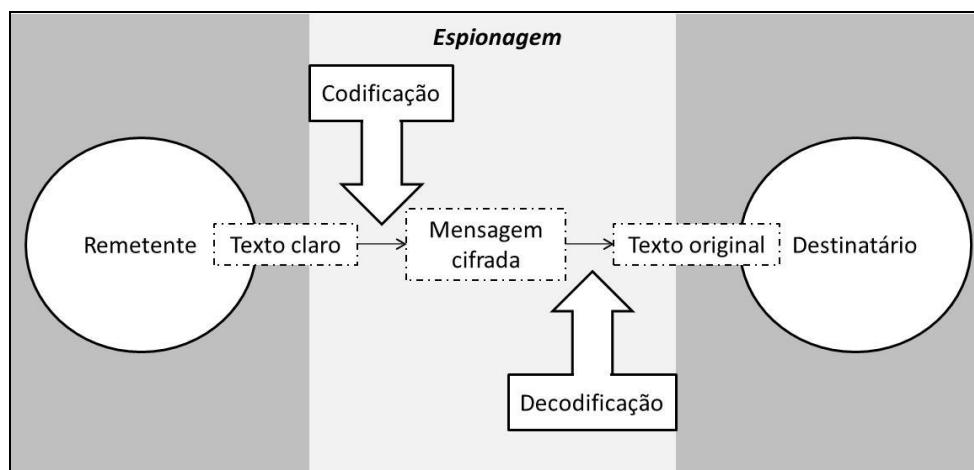 Espionagem
Codificação
Remetente
Texto claro
Mensagem
cifrada
Texto original
Destinatário
Decodificação